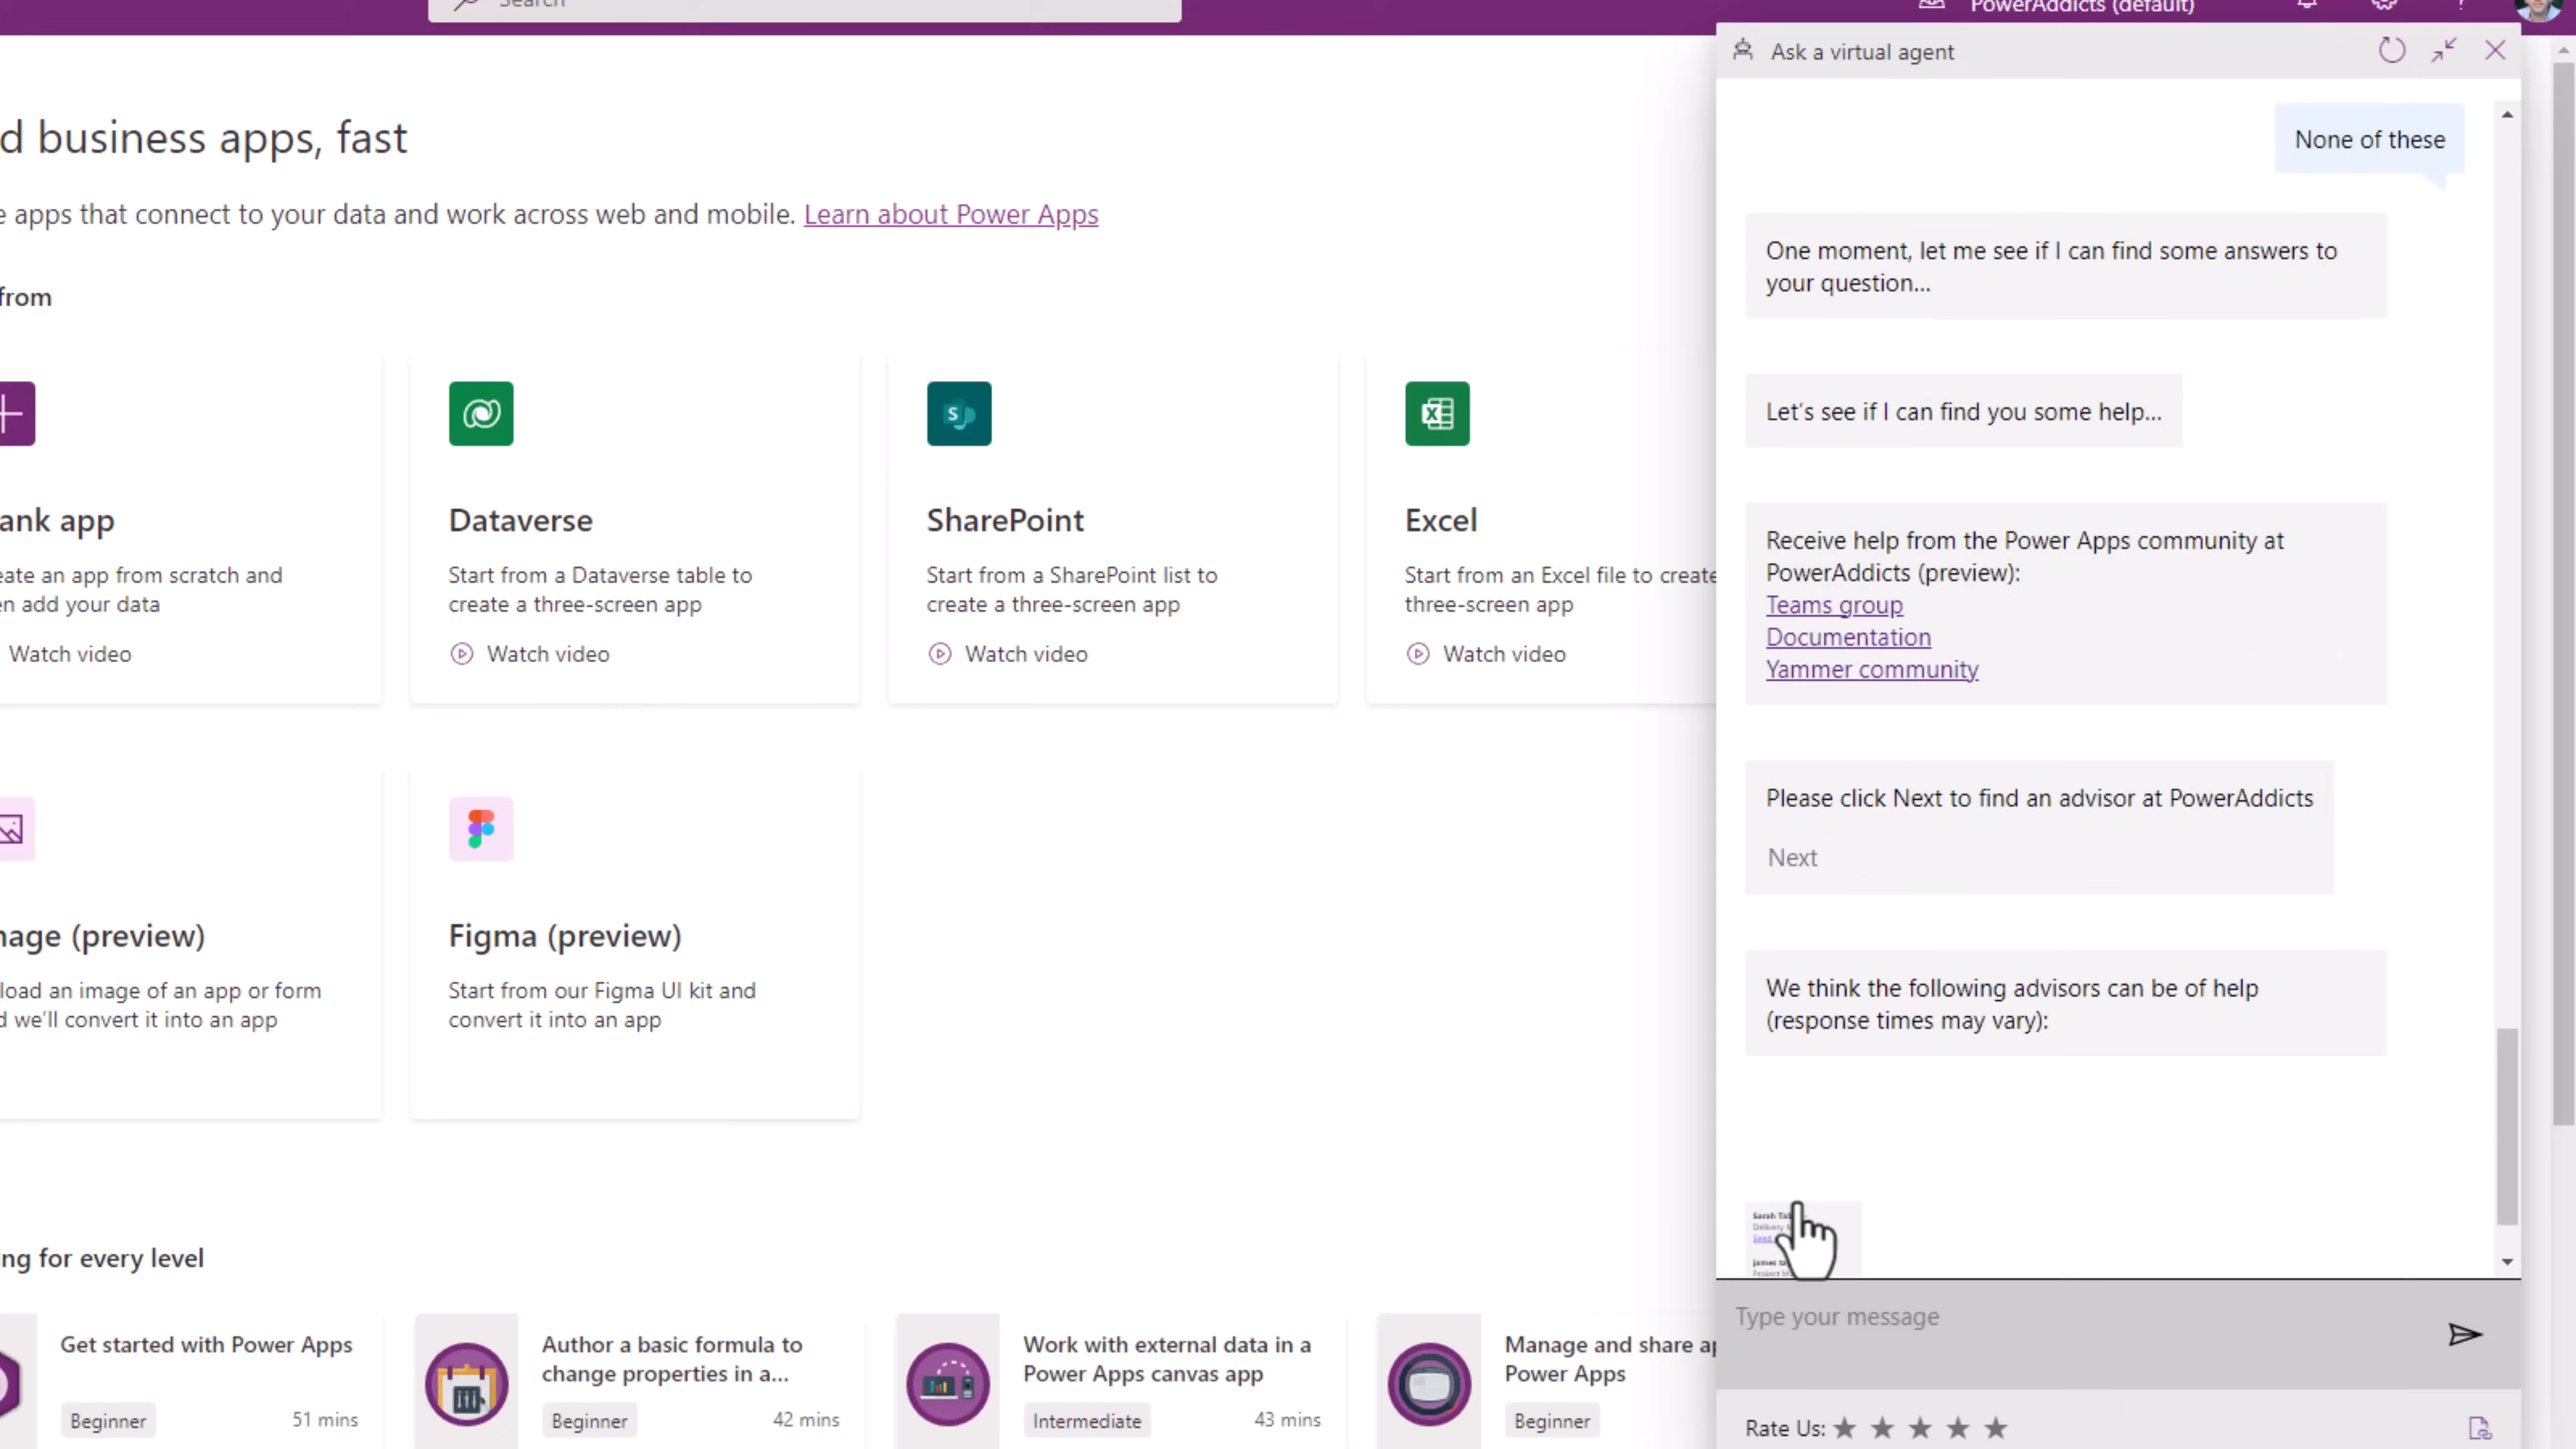 Search
PowerAddicts (default)
d business apps, fast
e apps that connect to your data and work across web and mobile. Learn about Power Apps
from
ank app
eate an app from scratch and
en add your data
Watch video
Dataverse
Start from a Dataverse table to
create a three-screen app
Watch video
SharePoint
Start from a SharePoint list to
create a three-screen app
Watch video
Excel
Start from an Excel file to create
three-screen app
Watch video
mage (preview)
load an image of an app or form
d we'll convert it into an app
Figma (preview)
Start from our Figma UI kit and
convert it into an app
ng for every level
Get started with Power Apps
Beginner 51 mins
Author a basic formula to
change properties in a...
Beginner 42 mins
Work with external data in a
Power Apps canvas app
Intermediate 43 mins
Manage and share ap
Power Apps
Beginner
Ask a virtual agent
None of these
One moment, let me see if I can find some answers to
your question...
Let's see if I can find you some help...
Receive help from the Power Apps community at
PowerAddicts (preview):
Teams group
Documentation
Yammer community
Please click Next to find an advisor at PowerAddicts
Next
We think the following advisors can be of help
(response times may vary):
Sarah
Delivery
Send
james
Project
Type your message
Rate Us: